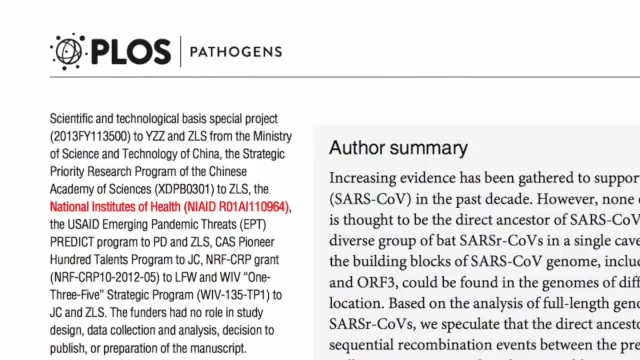 PLOS | PATHOGENS
Scientific and technological basis special project
(2013FY113500) to YZZ and ZLS from the Ministry
of Science and Technology of China, the Strategic
Priority Research Program of the Chinese
Academy of Sciences (XDPB0301) to ZLS, the
National Institutes of Health (NIAID R01AI110964),
the USAID Emerging Pandemic Threats (EPT)
PREDICT program to PD and ZLS, CAS Pioneer
Hundred Talents Program to JC, NRF-CRP grant
(NRF-CRP10-2012-05) to LFW and WIV “One-
Three-Five” Strategic Program (WIV-135-TP1) to
JC and ZLS. The funders had no role in study
design, data collection and analysis, decision to
publish, or preparation of the manuscript.
Author summary
Increasing evidence has been gathered to support
(SARS-CoV) in the past decade. However, none
is thought to be the direct ancestor of SARS-CoV
diverse group of bat SARSr-CoVs in a single cave
the building blocks of SARS-CoV genome, includ
and ORF3, could be found in the genomes of diff
location. Based on the analysis of full-length geno
SARSr-CoVs, we speculate that the direct ancesto
sequential recombination events between the pre